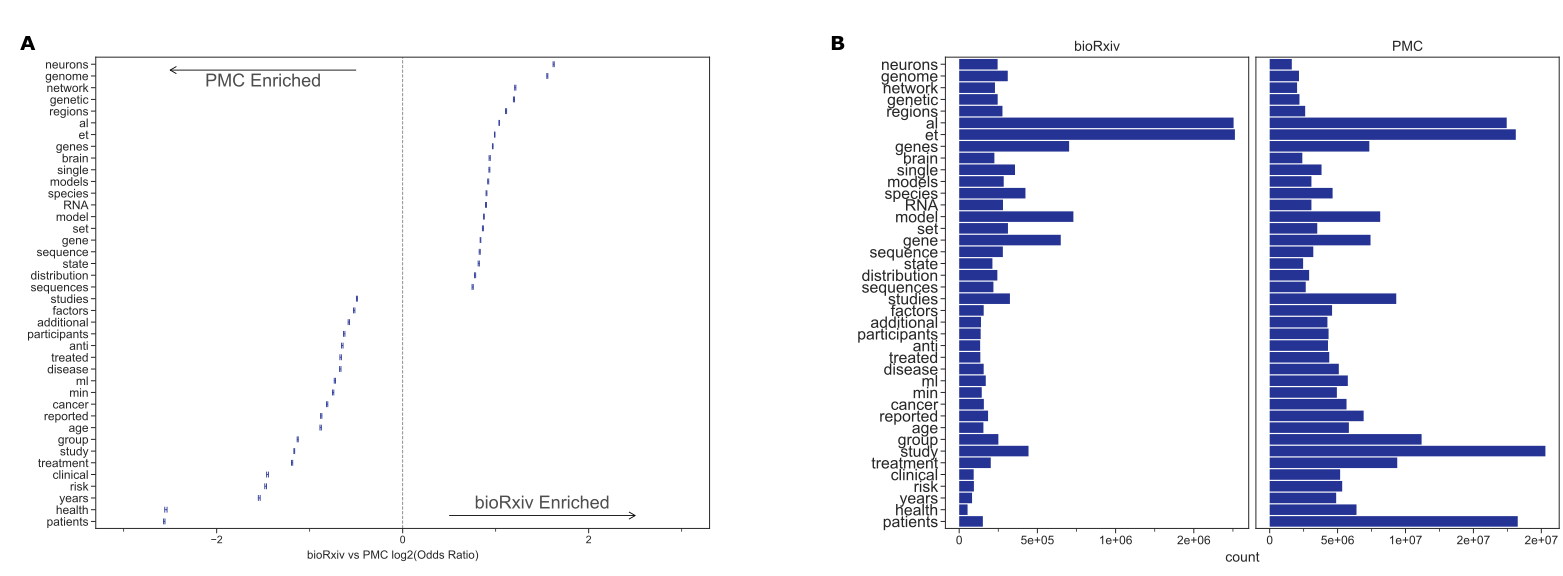 A
PMC Enriched
neurons
genome
network
genetic
regions
al
et
genes
brain
single
models
species
RNA
model
set
gene
sequence
state
distribution
sequences
studies
factors
additional
participants
anti
treated
disease
ml
min
cancer
reported
age
group
study
treatment
clinical
risk
years
health
patients
bioRxiv Enriched
−2
0
2
bioRxiv vs PMC log2(Odds Ratio)
B
bioRxiv
PMC
neurons
genome
network
genetic
regions
al
et
genes
brain
single
models
species
RNA
model
set
gene
sequence
state
distribution
sequences
studies
factors
additional
participants
anti
treated
disease
ml
min
cancer
reported
age
group
study
treatment
clinical
risk
years
health
patients
0 5e+05 1e+06 2e+06
0 5e+06 1e+07 2e+07 2e+07
count